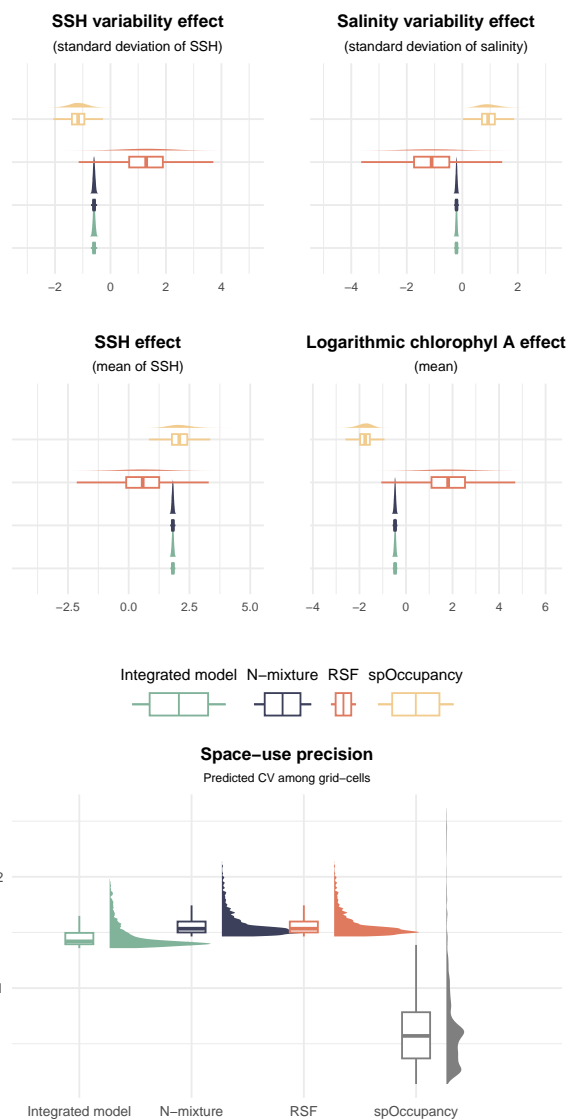 SSH variability effect
(standard deviation of SSH)
Salinity variability effect
(standard deviation of salinity)
−2 0 2 4
−4 −2 0 2
SSH effect
(mean of SSH)
Logarithmic chlorophyl A effect
(mean)
−2.5 0.0 2.5 5.0
−4 −2 0 2 4 6
Integrated model N−mixture RSF spOccupancy
Space−use precision
Predicted CV among grid−cells
2
1
Integrated model N−mixture RSF spOccupancy